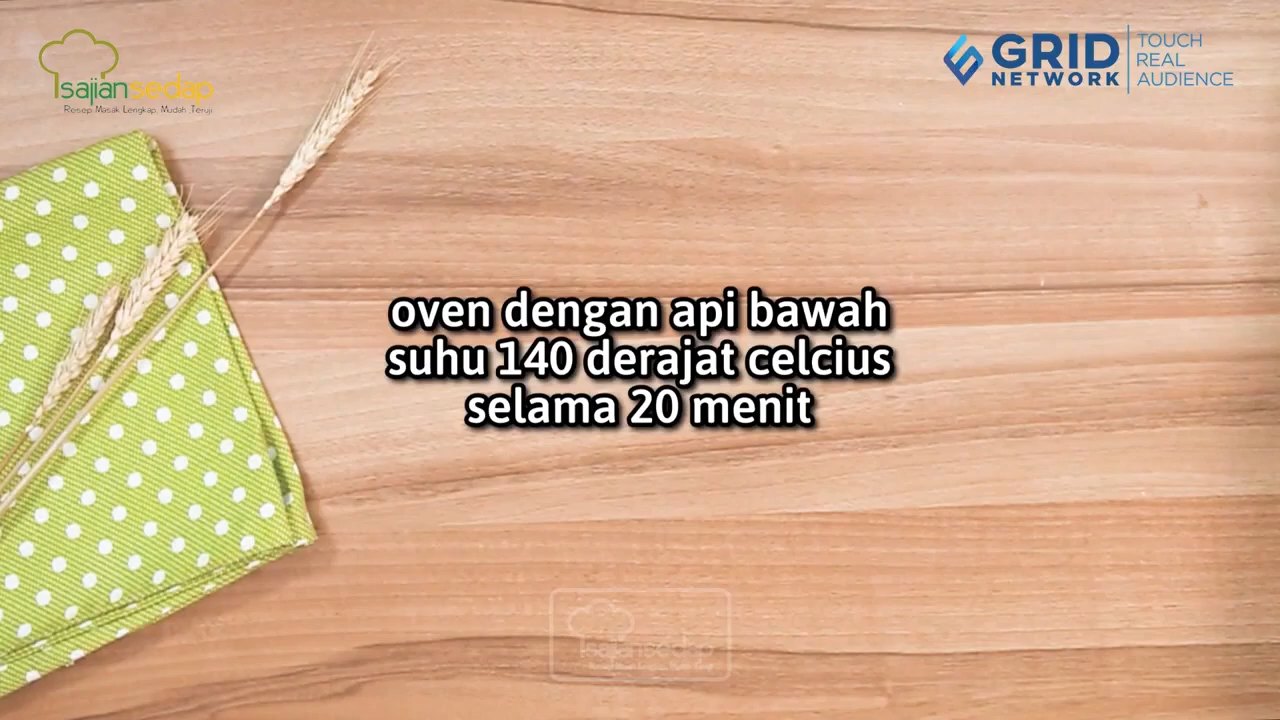 sajiansedap
Resep Masak Lengkap, Mudah, Teruji
GRID
NETWORK
TOUCH
REAL
AUDIENCE
oven dengan api bawah
suhu 140 derajat celcius
selama 20 menit
sajiansedap